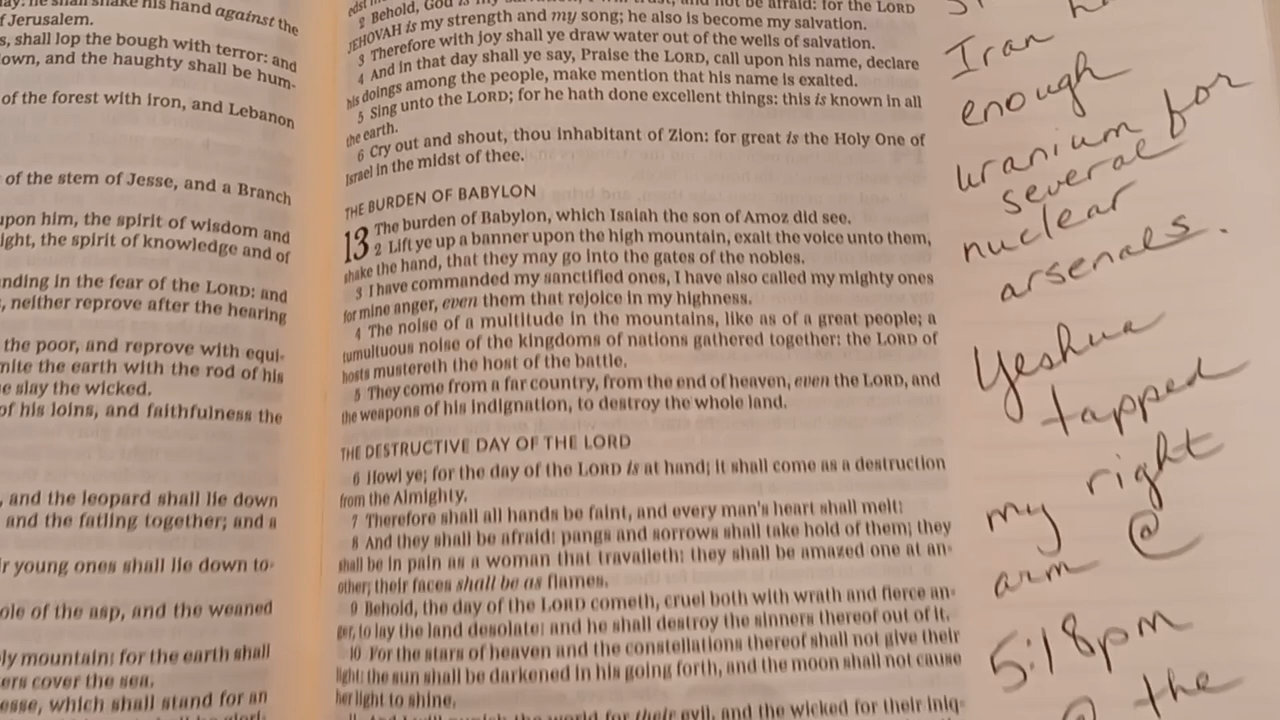 his hand against the
f Jerusalem.
s, shall lop the bough with terror: and
own, and the haughty shall be hum-
of the forest with iron, and Lebanon
of the stem of Jesse, and a Branch
upon him, the spirit of wisdom and
ight, the spirit of knowledge and of
nding in the fear of the LORD: and
, neither reprove after the hearing
the poor, and reprove with equi-
mite the earth with the rod of his
e slay the wicked.
of his loins, and faithfulness the
, and the leopard shall lie down
and the fatling together; and a
r young ones shall lie down to-
ole of the asp, and the weaned
ly mountain: for the earth shall
ers cover the sea.
esse, which shall stand for an
2 Behold, God is my for the LORD
JEHOVAH is my strength and my song; he also is become my salvation.
3 Therefore with joy shall ye draw water out of the wells of salvation.
4 And in that day shall ye say, Praise the LORD, call upon his name, declare
his doings among the people, make mention that his name is exalted.
5 Sing unto the LORD; for he hath done excellent things: this is known in all
the earth.
6 Cry out and shout, thou inhabitant of Zion: for great is the Holy One of
Israel in the midst of thee.
THE BURDEN OF BABYLON
13 The burden of Babylon, which Isaiah the son of Amoz did see.
2 Lift ye up a banner upon the high mountain, exalt the voice unto them,
shake the hand, that they may go into the gates of the nobles.
3 I have commanded my sanctified ones, I have also called my mighty ones
for mine anger, even them that rejoice in my highness.
4 The noise of a multitude in the mountains, like as of a great people; a
tumultuous noise of the kingdoms of nations gathered together: the LORD of
hosts mustereth the host of the battle.
5 They come from a far country, from the end of heaven, even the LORD, and
the weapons of his indignation, to destroy the whole land.
THE DESTRUCTIVE DAY OF THE LORD
6 Howl ye; for the day of the LORD is at hand; it shall come as a destruction
from the Almighty.
7 Therefore shall all hands be faint, and every man's heart shall melt:
8 And they shall be afraid: pangs and sorrows shall take hold of them; they
shall be in pain as a woman that travaileth: they shall be amazed one at an-
other; their faces shall be as flames.
9 Behold, the day of the LORD cometh, cruel both with wrath and fierce an-
ger, to lay the land desolate: and he shall destroy the sinners thereof out of it.
10 For the stars of heaven and the constellations thereof shall not give their
light: the sun shall be darkened in his going forth, and the moon shall not cause
her light to shine.
the world for their evil, and the wicked for their iniq-
Iran
enough
uranium for
several
nuclear
arsenals.
Yeshua
tapped
my right
arm @
5:18pm
@ the